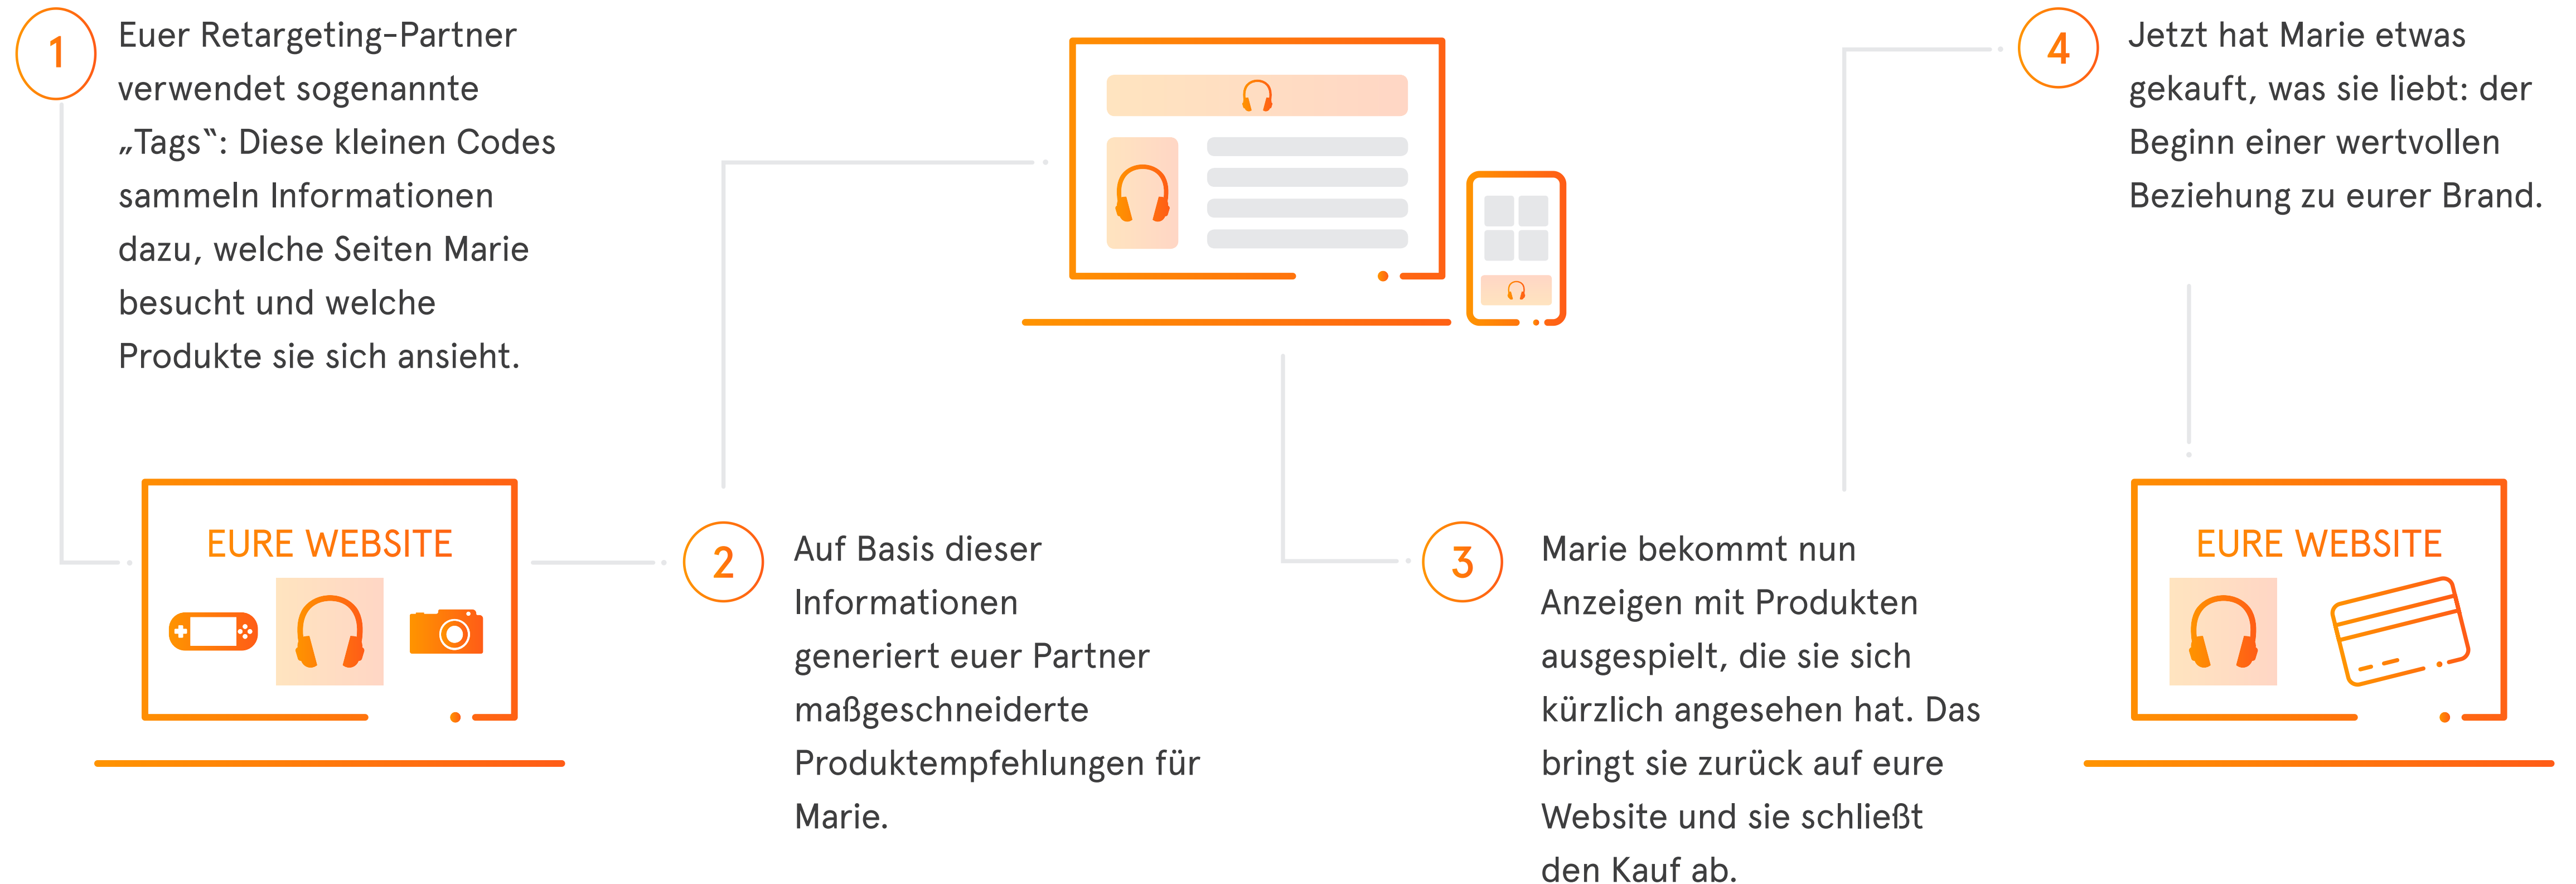 1
Euer Retargeting-Partner
verwendet sogenannte
„Tags“: Diese kleinen Codes
sammeln Informationen
dazu, welche Seiten Marie
besucht und welche
Produkte sie sich ansieht.
EURE WEBSITE
2
Auf Basis dieser
Informationen
generiert euer Partner
maßgeschneiderte
Produktempfehlungen für
Marie.
3
Marie bekommt nun
Anzeigen mit Produkten
ausgespielt, die sie sich
kürzlich angesehen hat. Das
bringt sie zurück auf eure
Website und sie schließt
den Kauf ab.
4
Jetzt hat Marie etwas
gekauft, was sie liebt: der
Beginn einer wertvollen
Beziehung zu eurer Brand.
EURE WEBSITE